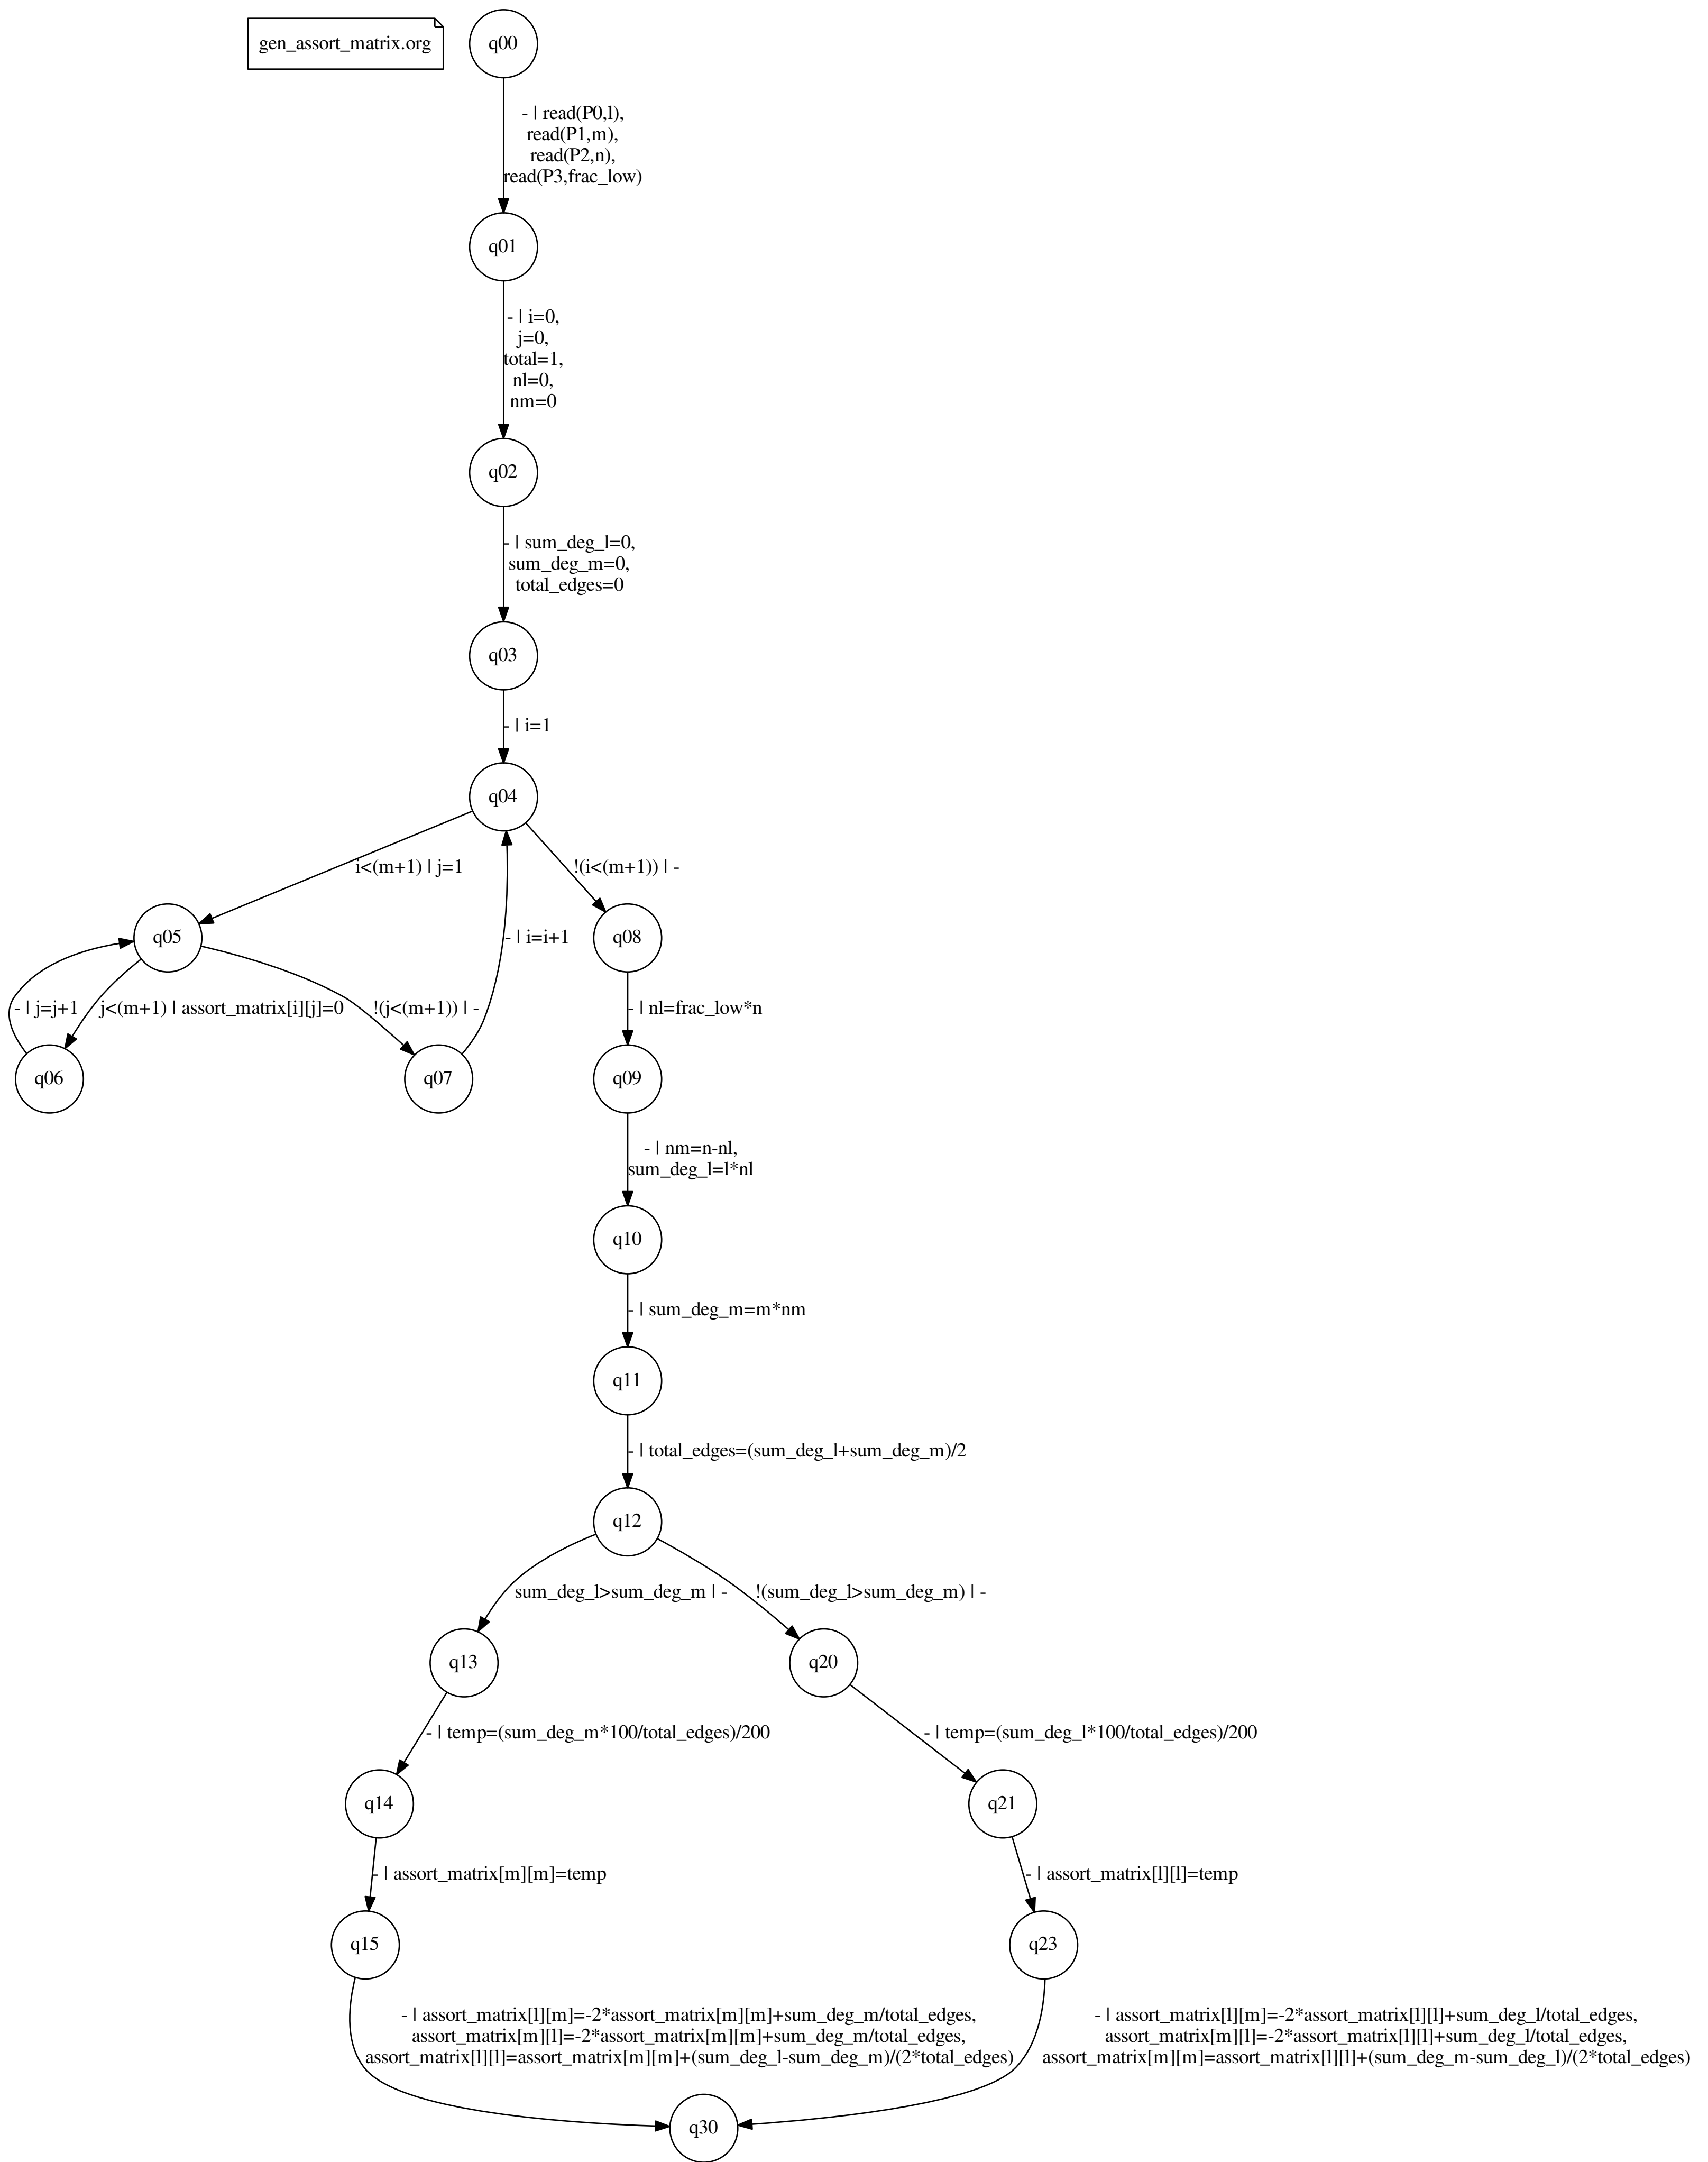 gen_assort_matrix.org
q00
- | read(P0,l),
read(P1,m),
read(P2,n),
read(P3,frac_low)
q01
- | i=0,
j=0,
total=1,
nl=0,
nm=0
q02
- | sum_deg_l=0,
sum_deg_m=0,
total_edges=0
q03
- | i=1
q04
i<(m+1) | j=1
!(i<(m+1)) | -
q05
- | i=i+1
q08
- | j=j+1
j<(m+1) | assort_matrix[i][j]=0
!(j<(m+1)) | -
- | nl=frac_low*n
q06
q07
q09
- | nm=n-nl,
sum_deg_l=l*nl
q10
- | sum_deg_m=m*nm
q11
- | total_edges=(sum_deg_l+sum_deg_m)/2
q12
sum_deg_l>sum_deg_m | -
!(sum_deg_l>sum_deg_m) | -
q13
q20
- | temp=(sum_deg_m*100/total_edges)/200
- | temp=(sum_deg_l*100/total_edges)/200
q14
q21
- | assort_matrix[m][m]=temp
- | assort_matrix[l][l]=temp
q15
q23
- | assort_matrix[l][m]=-2*assort_matrix[m][m]+sum_deg_m/total_edges,
assort_matrix[m][l]=-2*assort_matrix[m][m]+sum_deg_m/total_edges,
assort_matrix[l][l]=assort_matrix[m][m]+(sum_deg_l-sum_deg_m)/(2*total_edges)
- | assort_matrix[l][m]=-2*assort_matrix[l][l]+sum_deg_l/total_edges,
assort_matrix[m][l]=-2*assort_matrix[l][l]+sum_deg_l/total_edges,
assort_matrix[m][m]=assort_matrix[l][l]+(sum_deg_m-sum_deg_l)/(2*total_edges)
q30